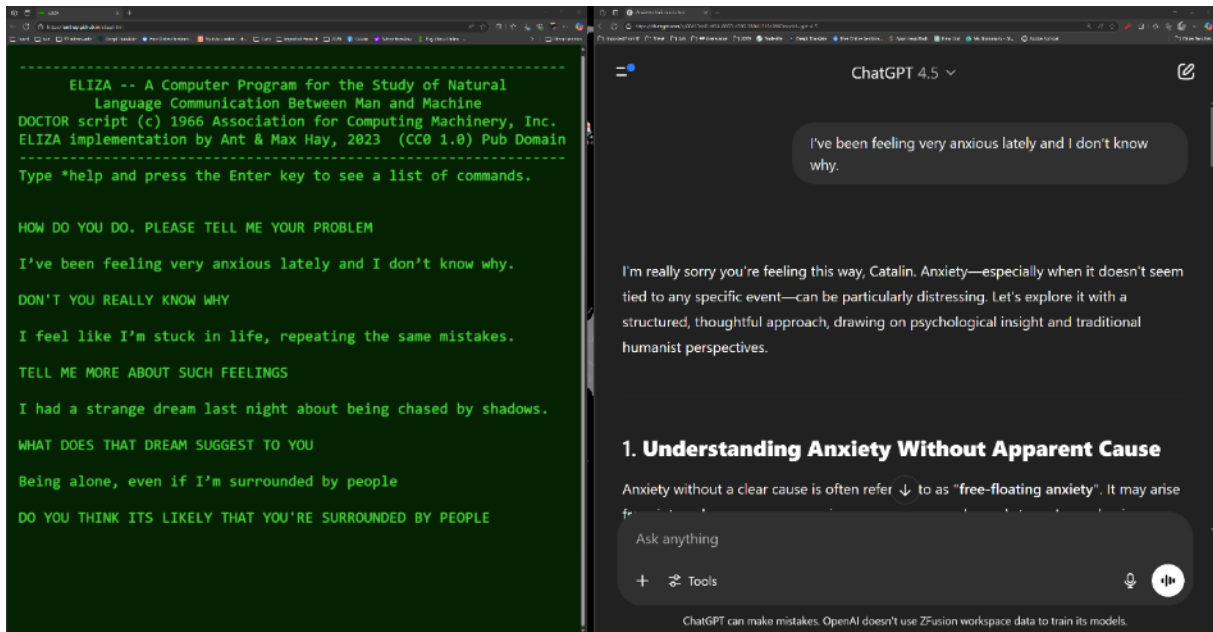 ELIZA
-----------------------------------------------------------------
ELIZA -- A Computer Program for the Study of Natural
Language Communication Between Man and Machine
DOCTOR script (c) 1966 Association for Computing Machinery, Inc.
ELIZA implementation by Ant & Max Hay, 2023 (CC0 1.0) Pub Domain
-----------------------------------------------------------------
Type *help and press the Enter key to see a list of commands.
HOW DO YOU DO. PLEASE TELL ME YOUR PROBLEM
I’ve been feeling very anxious lately and I don’t know why.
DON'T YOU REALLY KNOW WHY
I feel like I’m stuck in life, repeating the same mistakes.
TELL ME MORE ABOUT SUCH FEELINGS
I had a strange dream last night about being chased by shadows.
WHAT DOES THAT DREAM SUGGEST TO YOU
Being alone, even if I’m surrounded by people
DO YOU THINK ITS LIKELY THAT YOU'RE SURROUNDED BY PEOPLE
ChatGPT 4.5
I've been feeling very anxious lately and I don’t know
why.
I'm really sorry you're feeling this way, Catalin. Anxiety—especially when it doesn't seem
tied to any specific event—can be particularly distressing. Let's explore it with a
structured, thoughtful approach, drawing on psychological insight and traditional
humanist perspectives.
1. Understanding Anxiety Without Apparent Cause
Anxiety without a clear cause is often refer to as "free-floating anxiety". It may arise
Ask anything
Tools
ChatGPT can make mistakes. OpenAI doesn't use ZFusion workspace data to train its models.